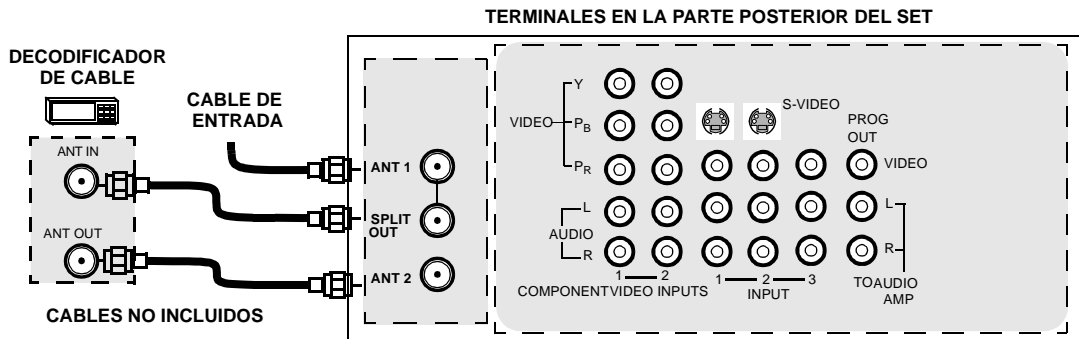 TERMINALES EN LA PARTE POSTERIOR DEL SET
DECODIFICADOR
DE CABLE
CABLE DE
ENTRADA
ANT IN
ANT OUT
CABLES NO INCLUIDOS
ANT 1
SPLIT
OUT
ANT 2
Y
VIDEO
PB
PR
L
AUDIO
R
1 2
COMPONENTVIDEO INPUTS
S-VIDEO
1 2 3
INPUT
PROG
OUT
VIDEO
L
R
TOAUDIO
AMP